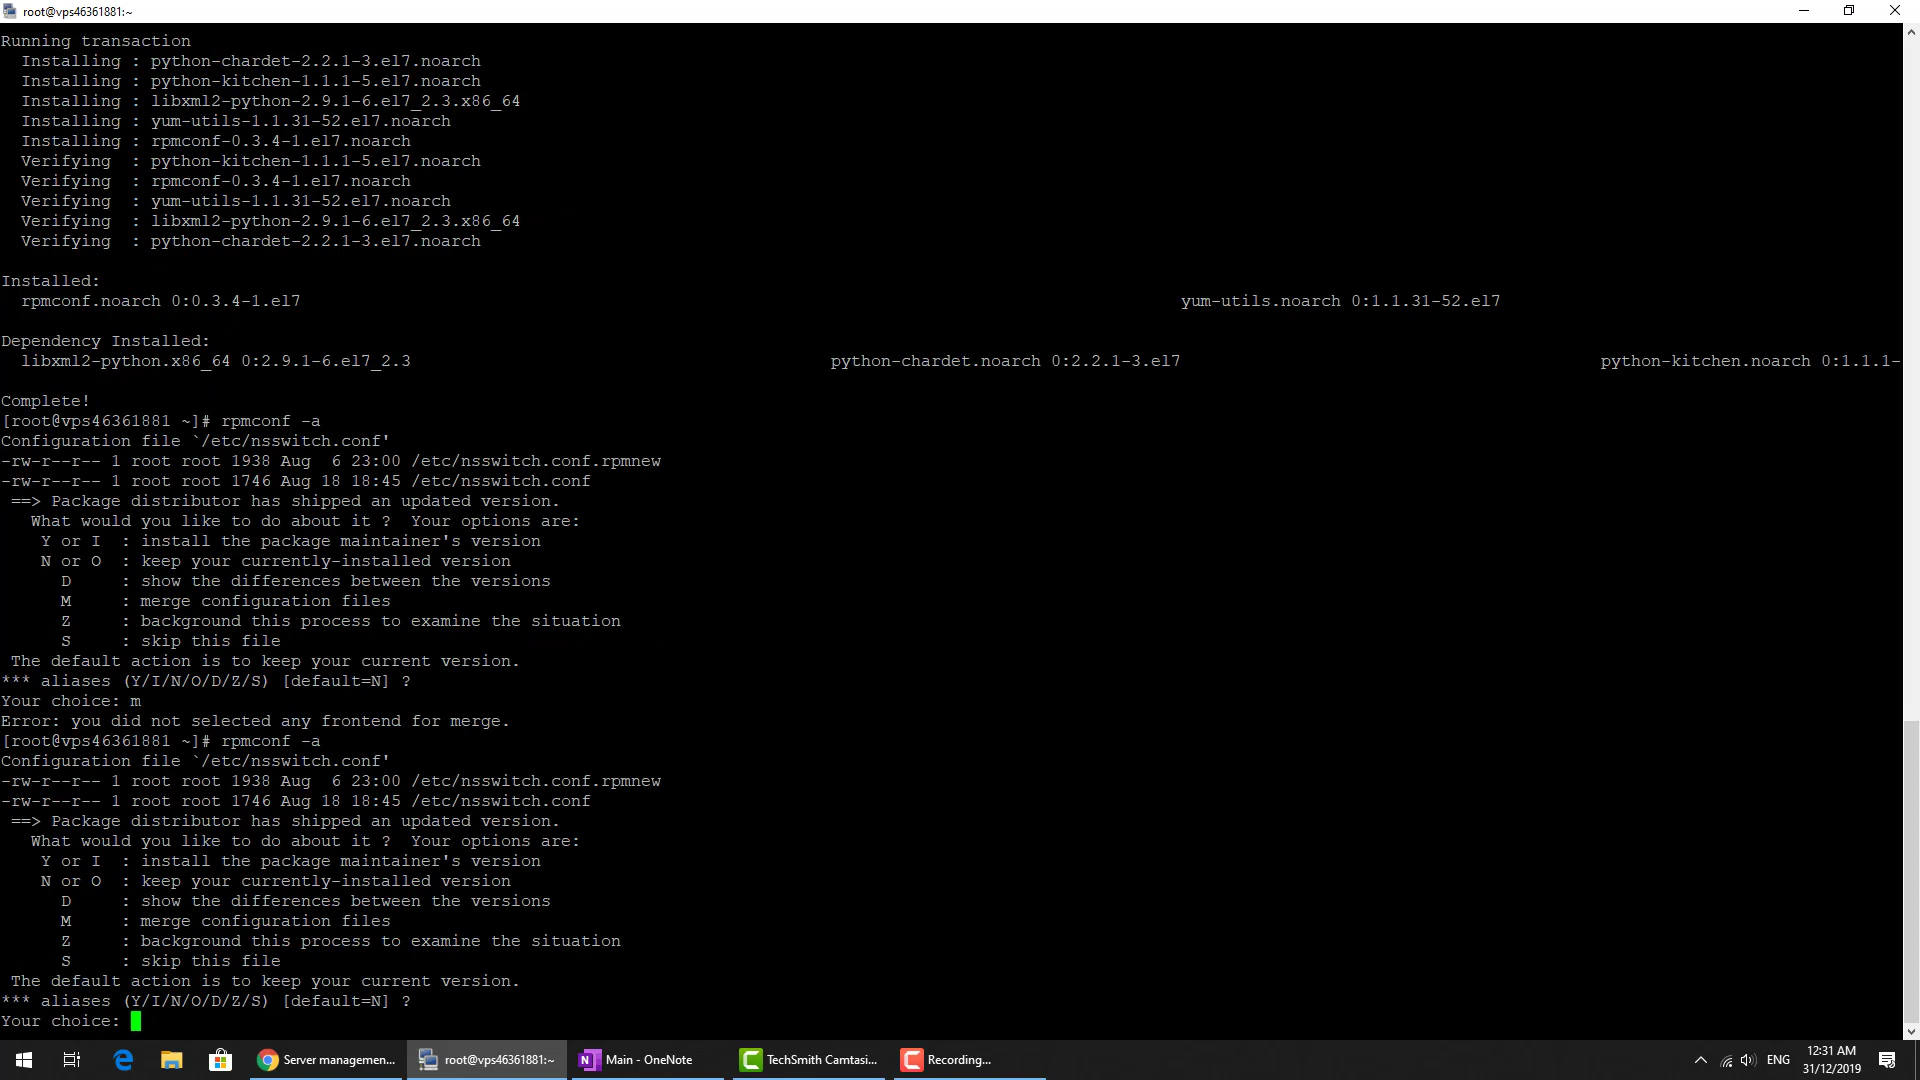 root@vps46361881:~
Running transaction
Installing : python-chardet-2.2.1-3.el7.noarch
Installing : python-kitchen-1.1.1-5.el7.noarch
Installing : libxml2-python-2.9.1-6.el7_2.3.x86_64
Installing : yum-utils-1.1.31-52.el7.noarch
Installing : rpmconf-0.3.4-1.el7.noarch
Verifying  : python-kitchen-1.1.1-5.el7.noarch
Verifying  : rpmconf-0.3.4-1.el7.noarch
Verifying  : yum-utils-1.1.31-52.el7.noarch
Verifying  : libxml2-python-2.9.1-6.el7_2.3.x86_64
Verifying  : python-chardet-2.2.1-3.el7.noarch
Installed:
rpmconf.noarch 0:0.3.4-1.el7 yum-utils.noarch 0:1.1.31-52.el7
Dependency Installed:
libxml2-python.x86_64 0:2.9.1-6.el7_2.3 python-chardet.noarch 0:2.2.1-3.el7 python-kitchen.noarch 0:1.1.1-
Complete!
[root@vps46361881 ~]# rpmconf -a
Configuration file `/etc/nsswitch.conf'
-rw-r--r-- 1 root root 1938 Aug  6 23:00 /etc/nsswitch.conf.rpmnew
-rw-r--r-- 1 root root 1746 Aug 18 18:45 /etc/nsswitch.conf
==> Package distributor has shipped an updated version.
What would you like to do about it ?  Your options are:
Y or I  : install the package maintainer's version
N or O  : keep your currently-installed version
D     : show the differences between the versions
M     : merge configuration files
Z     : background this process to examine the situation
S     : skip this file
The default action is to keep your current version.
*** aliases (Y/I/N/O/D/Z/S) [default=N] ?
Your choice: m
Error: you did not selected any frontend for merge.
[root@vps46361881 ~]# rpmconf -a
Configuration file `/etc/nsswitch.conf'
-rw-r--r-- 1 root root 1938 Aug  6 23:00 /etc/nsswitch.conf.rpmnew
-rw-r--r-- 1 root root 1746 Aug 18 18:45 /etc/nsswitch.conf
==> Package distributor has shipped an updated version.
What would you like to do about it ?  Your options are:
Y or I  : install the package maintainer's version
N or O  : keep your currently-installed version
D     : show the differences between the versions
M     : merge configuration files
Z     : background this process to examine the situation
S     : skip this file
The default action is to keep your current version.
*** aliases (Y/I/N/O/D/Z/S) [default=N] ?
Your choice:
Server managemen... root@vps46361881:~ Main - OneNote TechSmith Camtasi... Recording... ENG 12:31 AM
31/12/2019